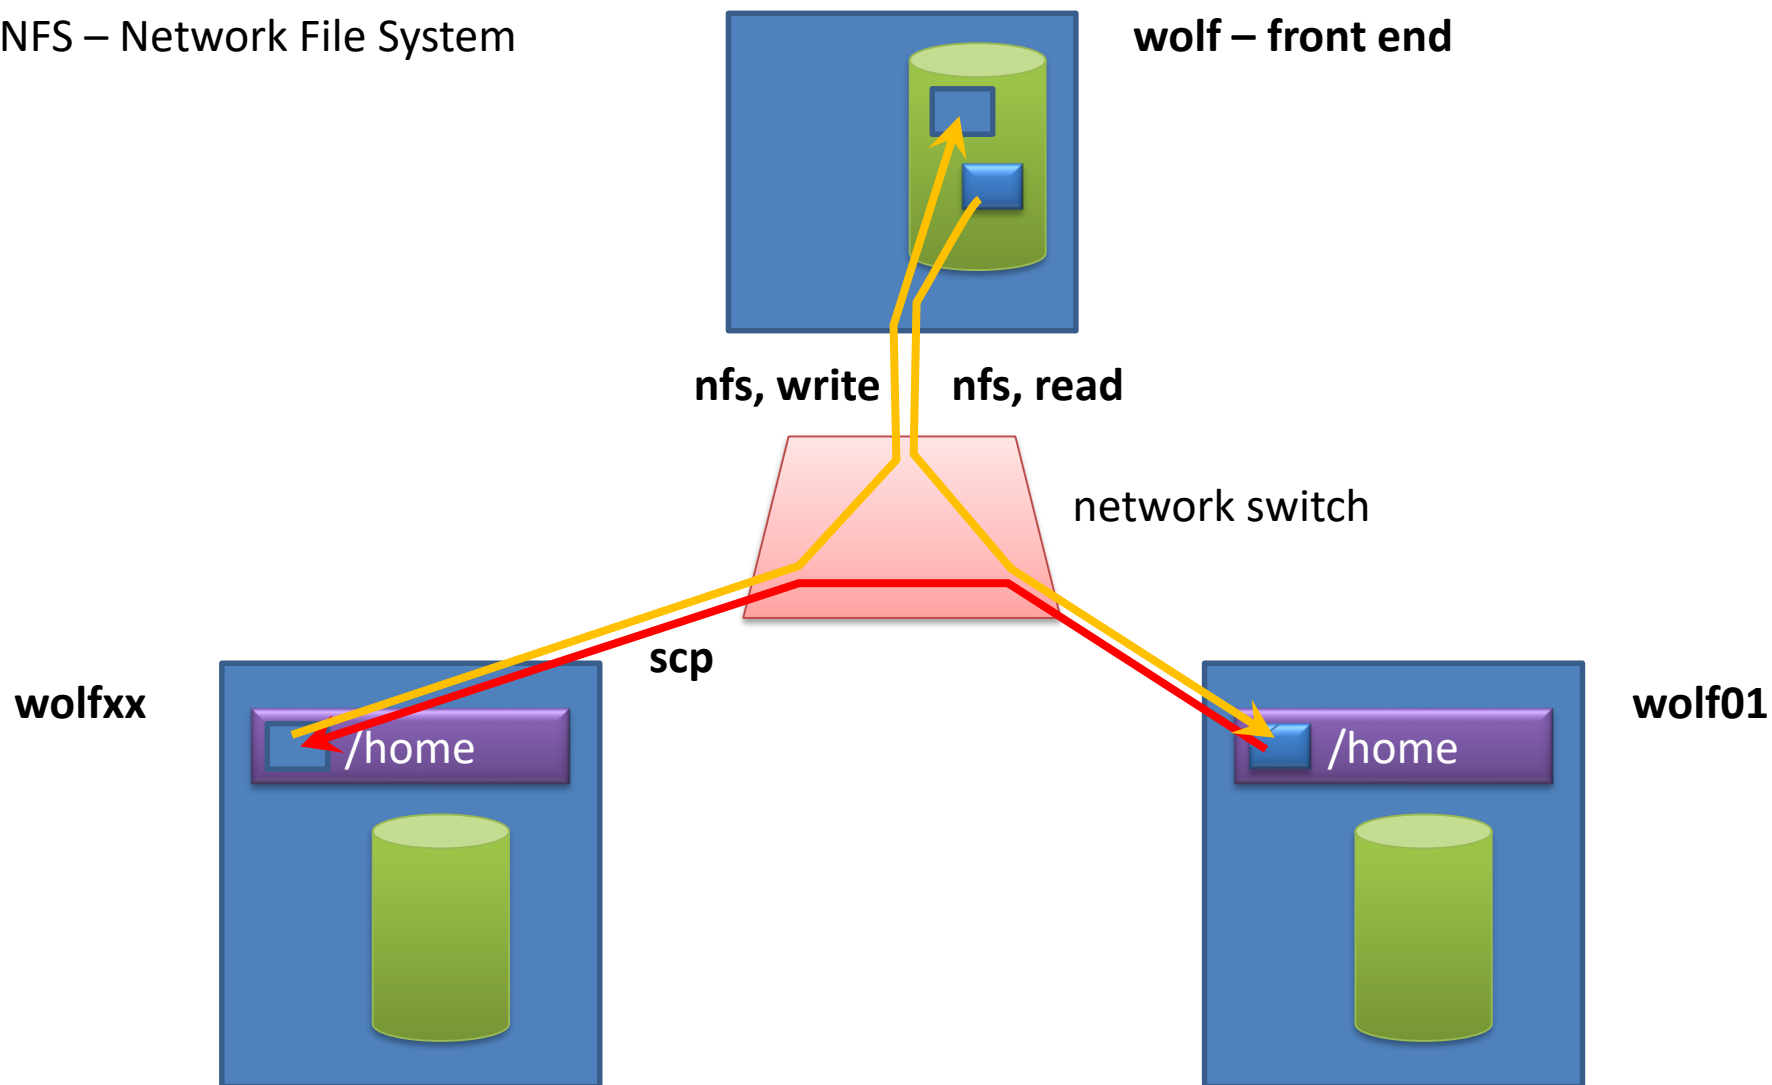 NFS – Network File System
wolf – front end
nfs, write
nfs, read
network switch
scp
wolfxx
/home
/home
wolf01